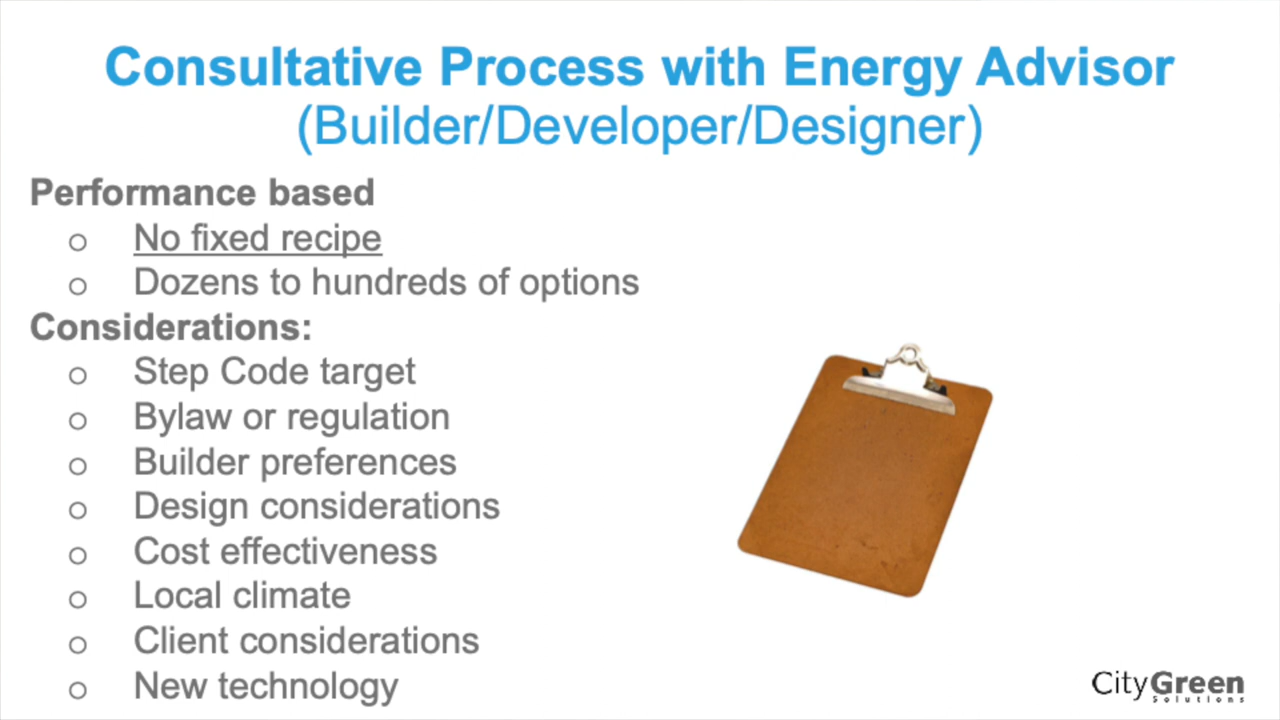 Consultative Process with Energy Advisor
(Builder/Developer/Designer)
Performance based
o No fixed recipe
o Dozens to hundreds of options
Considerations:
o Step Code target
o Bylaw or regulation
o Builder preferences
o Design considerations
o Cost effectiveness
o Local climate
o Client considerations
o New technology
CityGreen
Solutions